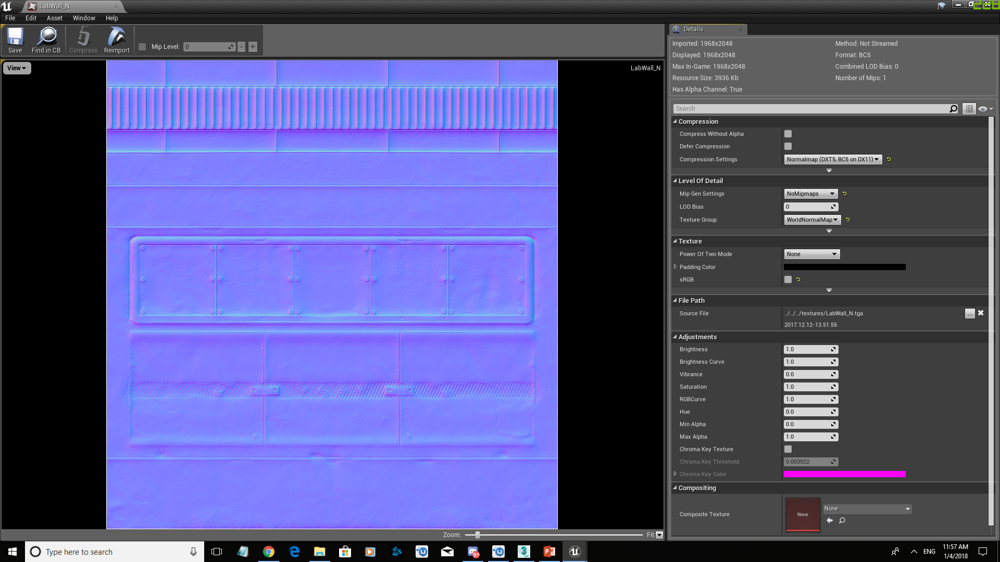 LabWall_N
File Edit Asset Window Help
Save
Find in CB
Compress
Reimport
Mip Level: 0
- +
View
LabWall_N
Zoom:
Fit
Details
Imported: 1968x2048
Method: Not Streamed
Displayed: 1968x2048
Format: BC5
Max In-Game: 1968x2048
Combined LOD Bias: 0
Resource Size: 3936 Kb
Number of Mips: 1
Has Alpha Channel: True
Search
Compression
Compress Without Alpha
Defer Compression
Compression Settings
Normalmap (DXT5, BC5 on DX11)
Level Of Detail
Mip Gen Settings
NoMipmaps
LOD Bias
0
Texture Group
WorldNormalMap
Texture
Power Of Two Mode
None
Padding Color
sRGB
File Path
Source File
../../../textures/LabWall_N.tga
...
2017.12.12-13.51.55
Adjustments
Brightness
1.0
Brightness Curve
1.0
Vibrance
0.0
Saturation
1.0
RGBCurve
1.0
Hue
0.0
Min Alpha
0.0
Max Alpha
1.0
Chroma Key Texture
Chroma Key Threshold
0.003922
Chroma Key Color
Compositing
Composite Texture
None
None
Type here to search
9+
3
ENG
11:57 AM
1/4/2018